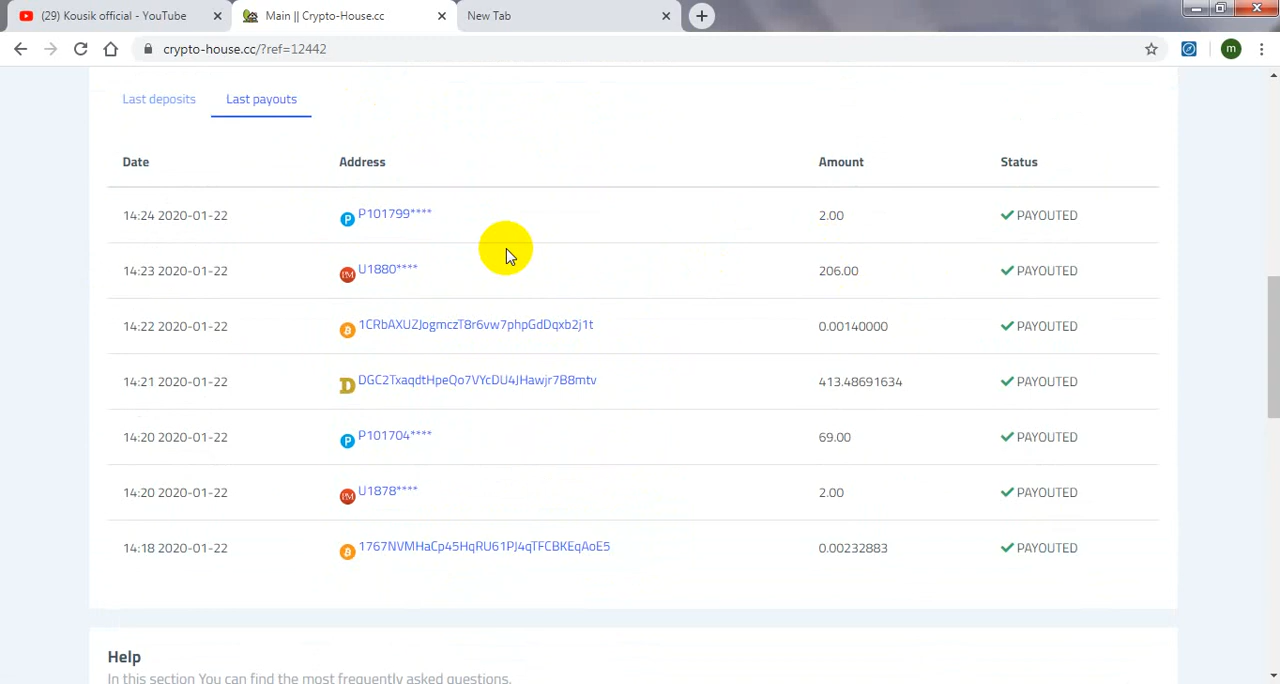 (29) Kousik official - YouTube
Main || Crypto-House.cc
New Tab
crypto-house.cc/?ref=12442
m
Last deposits Last payouts
Date Address Amount Status
14:24 2020-01-22 P101799**** 2.00 PAYOUTED
14:23 2020-01-22 U1880**** 206.00 PAYOUTED
14:22 2020-01-22 1CRbAXUZJogmczT8r6vw7phpGdDqxb2j1t 0.00140000 PAYOUTED
14:21 2020-01-22 DGC2TxaqdtHpeQo7VYcDU4JHawjr7B8mtv 413.48691634 PAYOUTED
14:20 2020-01-22 P101704**** 69.00 PAYOUTED
14:20 2020-01-22 U1878**** 2.00 PAYOUTED
14:18 2020-01-22 1767NVMHaCp45HqRU61PJ4qTFCBKEqAoE5 0.00232883 PAYOUTED
Help
In this section You can find the most frequently asked questions.